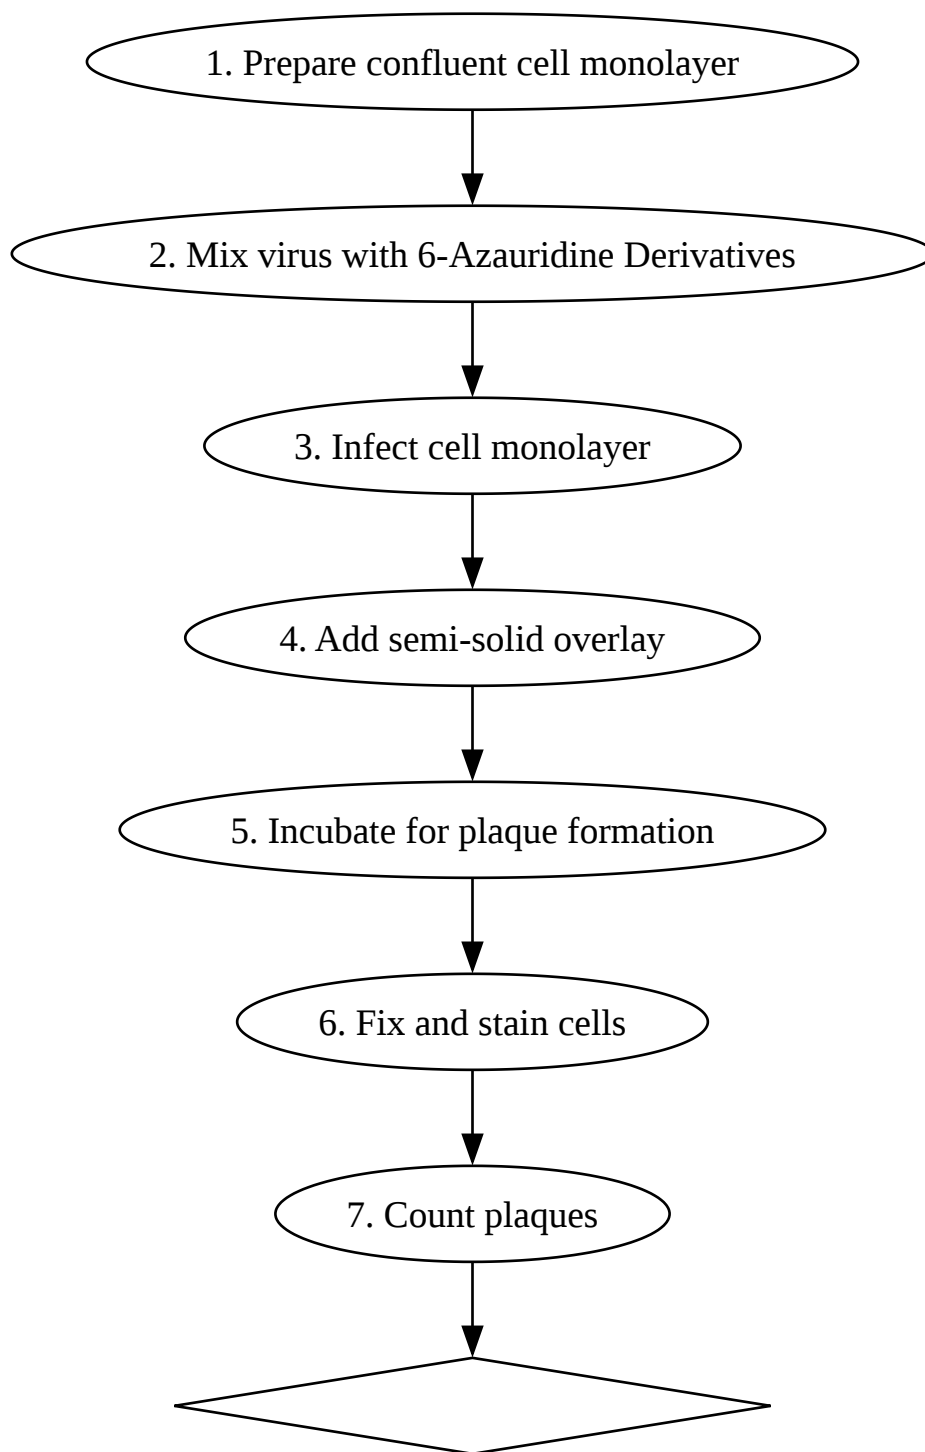 1. Prepare confluent cell monolayer
2. Mix virus with 6-Azauridine Derivatives
3. Infect cell monolayer
4. Add semi-solid overlay
5. Incubate for plaque formation
6. Fix and stain cells
7. Count plaques